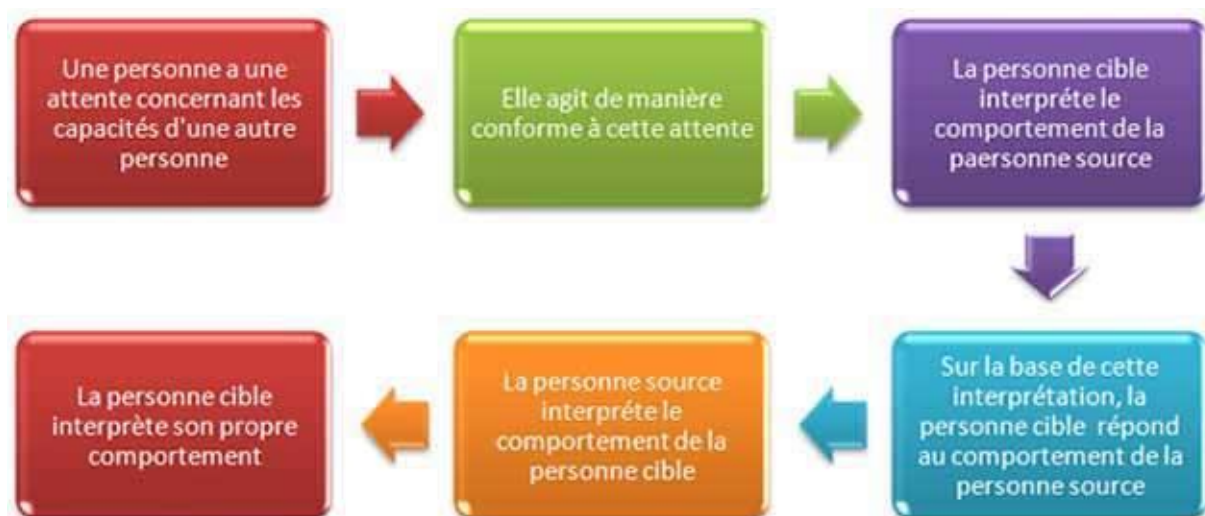 Une personne a une
attente concernant les
capacités d'une autre
personne
Elle agit de manière
conforme à cette attente
La personne cible
interpréte le
comportement de la
paersonne source
Sur la base de cette
interprétation, la
personne cible répond
au comportement de la
personne source
La personne source
interpréte le
comportement de la
personne cible
La personne cible
interprète son propre
comportement